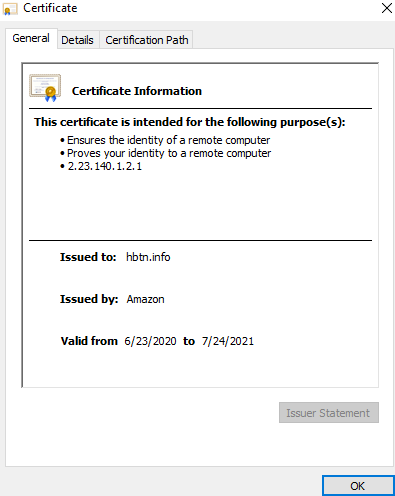 Certificate
General Details Certification Path
Certificate Information
This certificate is intended for the following purpose(s):
• Ensures the identity of a remote computer
• Proves your identity to a remote computer
• 2.23.140.1.2.1
Issued to: hbtn.info
Issued by: Amazon
Valid from 6/23/2020 to 7/24/2021
Issuer Statement
OK